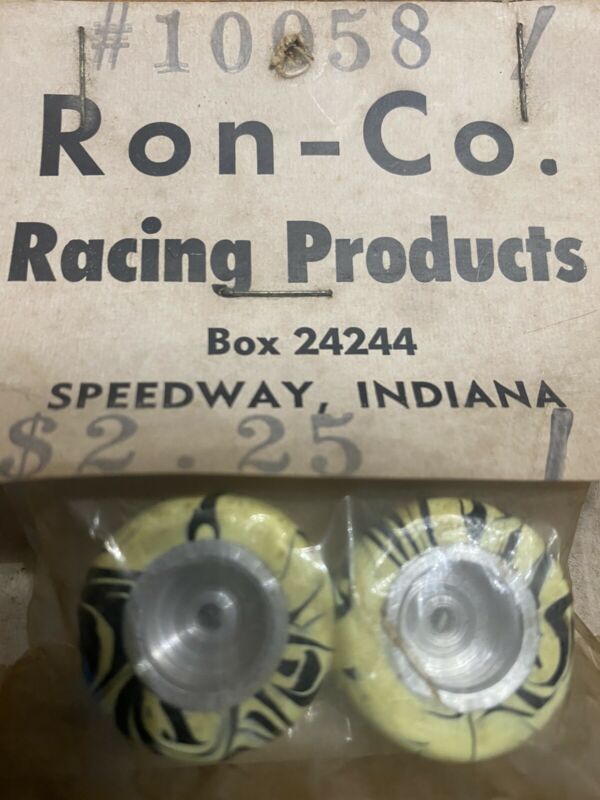 #10058 /
Ron-Co.
Racing Products
Box 24244
SPEEDWAY, INDIANA
$2.25 /